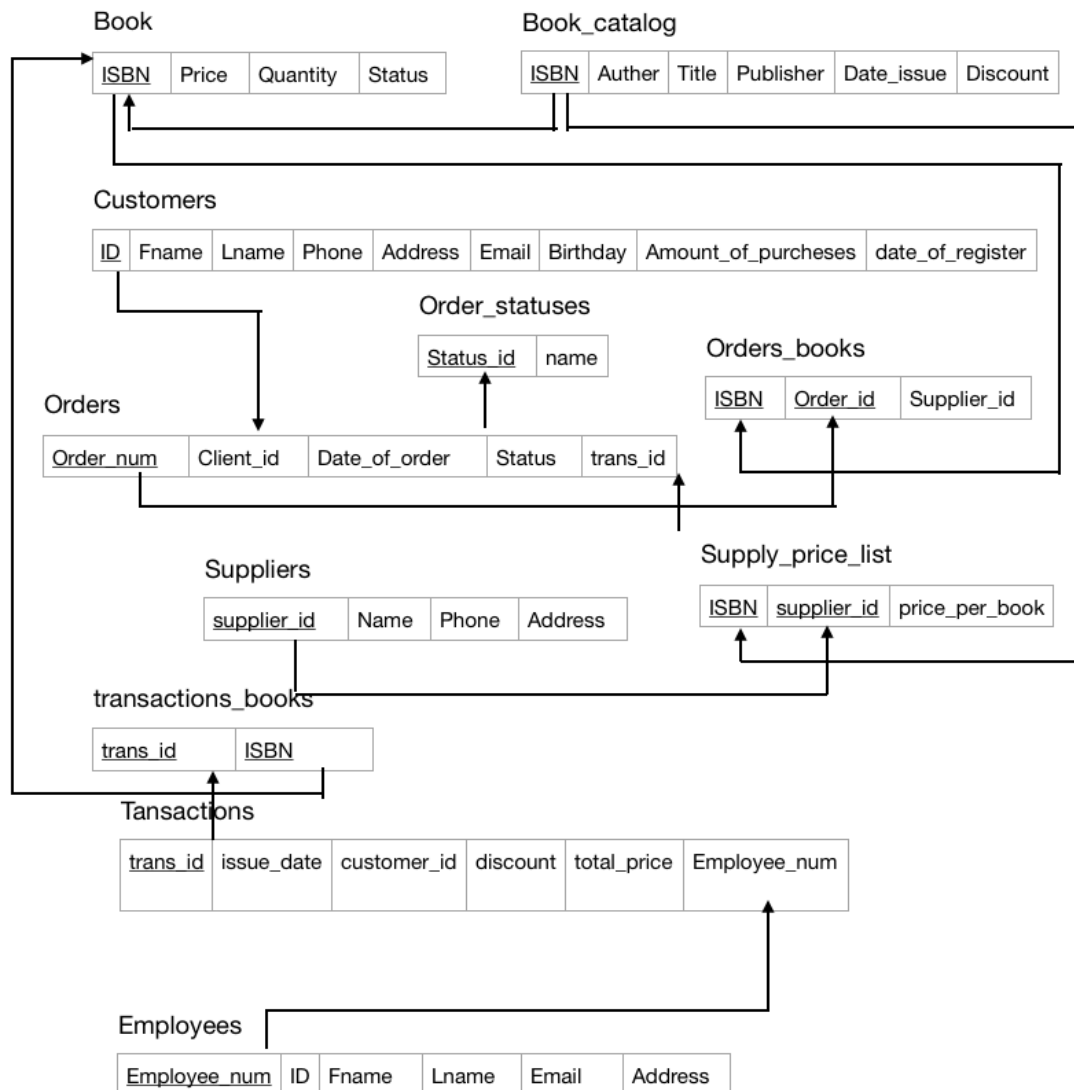 Book
Book_catalog
ISBN Price Quantity Status
ISBN Auther Title Publisher Date_issue Discount
Customers
ID Fname Lname Phone Address Email Birthday Amount_of_purcheses date_of_register
Order_statuses
Status_id name
Orders_books
ISBN Order_id Supplier_id
Orders
Order_num Client_id Date_of_order Status trans_id
Supply_price_list
ISBN supplier_id price_per_book
Suppliers
supplier_id Name Phone Address
transactions_books
trans_id ISBN
Tansactions
trans_id issue_date customer_id discount total_price Employee_num
Employees
Employee_num ID Fname Lname Email Address